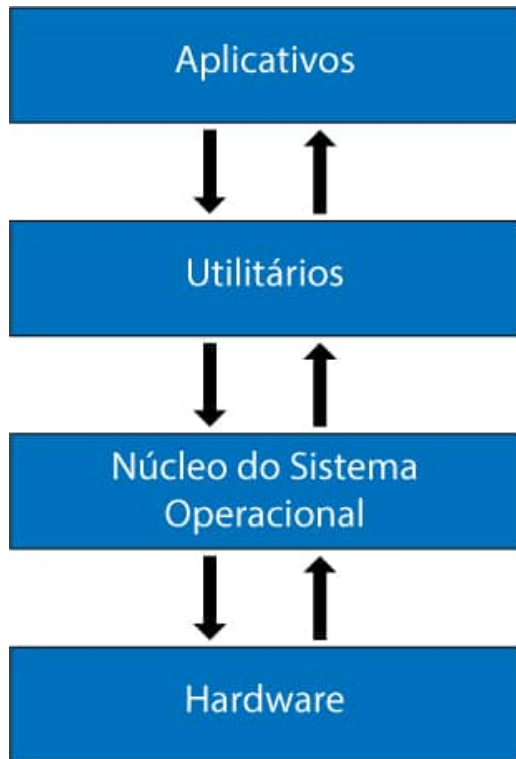 Aplicativos
Utilitários
Núcleo do Sistema
Operacional
Hardware